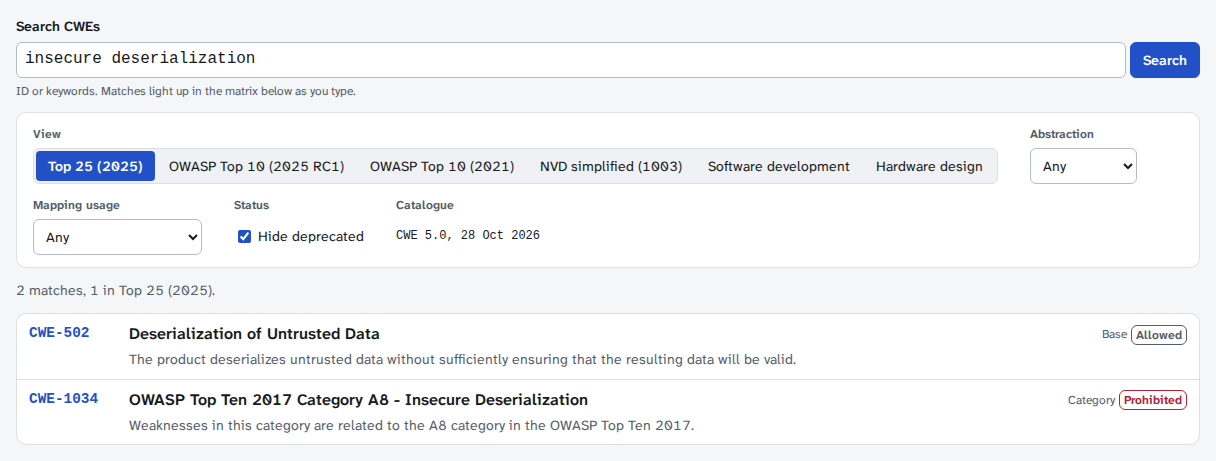 Search CWEs
insecure deserialization
Search
ID or keywords. Matches light up in the matrix below as you type.
View
Abstraction
Top 25 (2025) OWASP Top 10 (2025 RC1) OWASP Top 10 (2021) NVD simplified (1003) Software development Hardware design
Any
Mapping usage
Status
Catalogue
Any
Hide deprecated
CWE 5.0, 28 Oct 2026
2 matches, 1 in Top 25 (2025).
CWE-502 Deserialization of Untrusted Data Base Allowed
The product deserializes untrusted data without sufficiently ensuring that the resulting data will be valid.
CWE-1034 OWASP Top Ten 2017 Category A8 - Insecure Deserialization Category Prohibited
Weaknesses in this category are related to the A8 category in the OWASP Top Ten 2017.